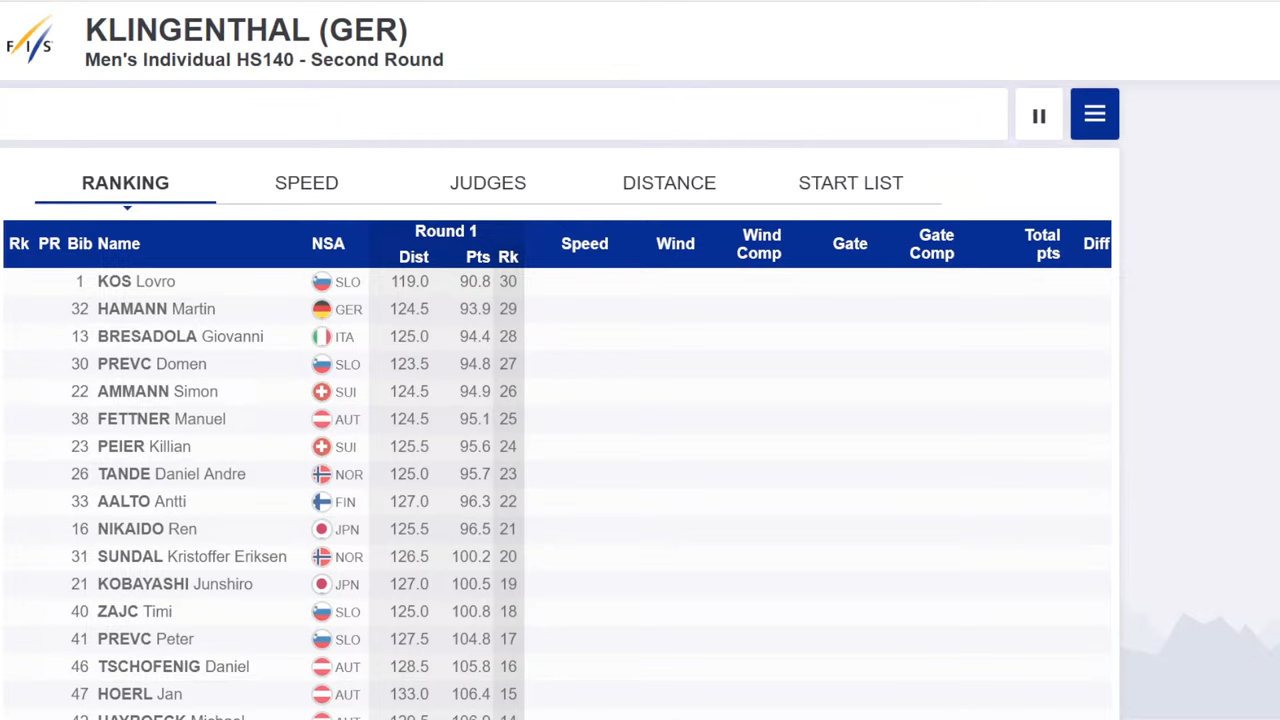 FIS
KLINGENTHAL (GER)
Men's Individual HS140 - Second Round
RANKING SPEED JUDGES DISTANCE START LIST
Rk PR Bib Name NSA Round 1 Dist Pts Rk Speed Wind Wind Comp Gate Gate Comp Total pts Diff
1 KOS Lovro SLO 119.0 90.8 30
32 HAMANN Martin GER 124.5 93.9 29
13 BRESADOLA Giovanni ITA 125.0 94.4 28
30 PREVC Domen SLO 123.5 94.8 27
22 AMMANN Simon SUI 124.5 94.9 26
38 FETTNER Manuel AUT 124.5 95.1 25
23 PEIER Killian SUI 125.5 95.6 24
26 TANDE Daniel Andre NOR 125.0 95.7 23
33 AALTO Antti FIN 127.0 96.3 22
16 NIKAIDO Ren JPN 125.5 96.5 21
31 SUNDAL Kristoffer Eriksen NOR 126.5 100.2 20
21 KOBAYASHI Junshiro JPN 127.0 100.5 19
40 ZAJC Timi SLO 125.0 100.8 18
41 PREVC Peter SLO 127.5 104.8 17
46 TSCHOFENIG Daniel AUT 128.5 105.8 16
47 HOERL Jan AUT 133.0 106.4 15